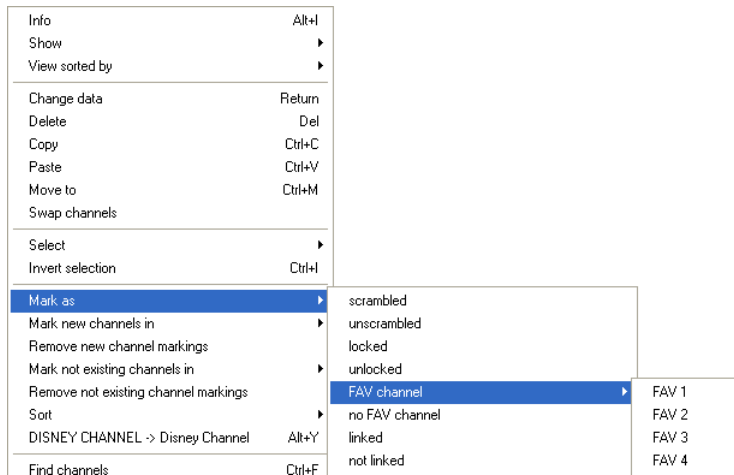 Info Alt+I
Show
View sorted by
Change data Return
Delete Del
Copy Ctrl+C
Paste Ctrl+V
Move to Ctrl+M
Swap channels
Select
Invert selection Ctrl+I
Mark as
Mark new channels in
Remove new channel markings
Mark not existing channels in
Remove not existing channel markings
Sort
DISNEY CHANNEL -> Disney Channel Alt+Y
Find channels Ctrl+F
scrambled
unscrambled
locked
unlocked
FAV channel
no FAV channel
linked
not linked
FAV 1
FAV 2
FAV 3
FAV 4